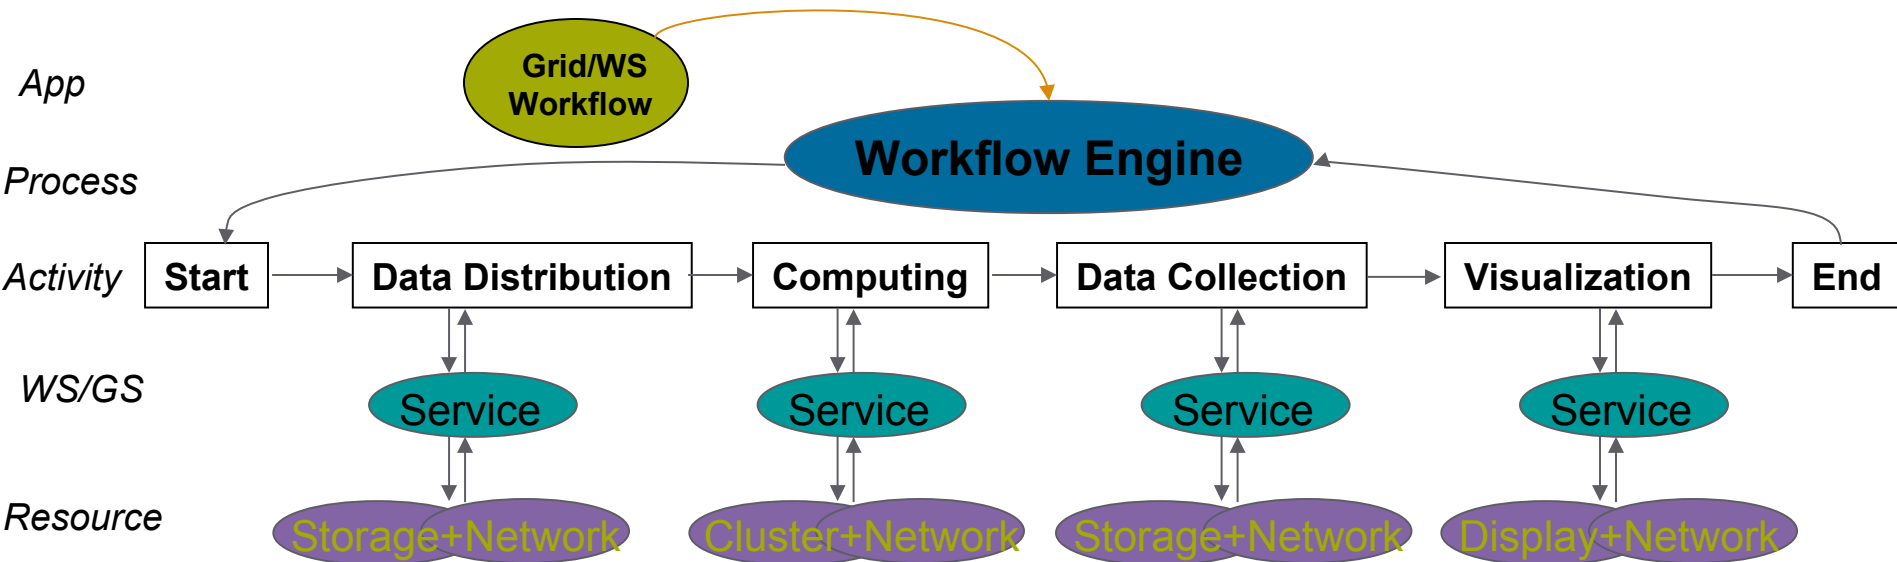 Grid/WS
Workflow
App
Workflow Engine
Process
Activity Start Data Distribution Computing Data Collection Visualization End
WS/GS Service Service Service Service
Resource Storage+Network Cluster+Network Storage+Network Display+Network